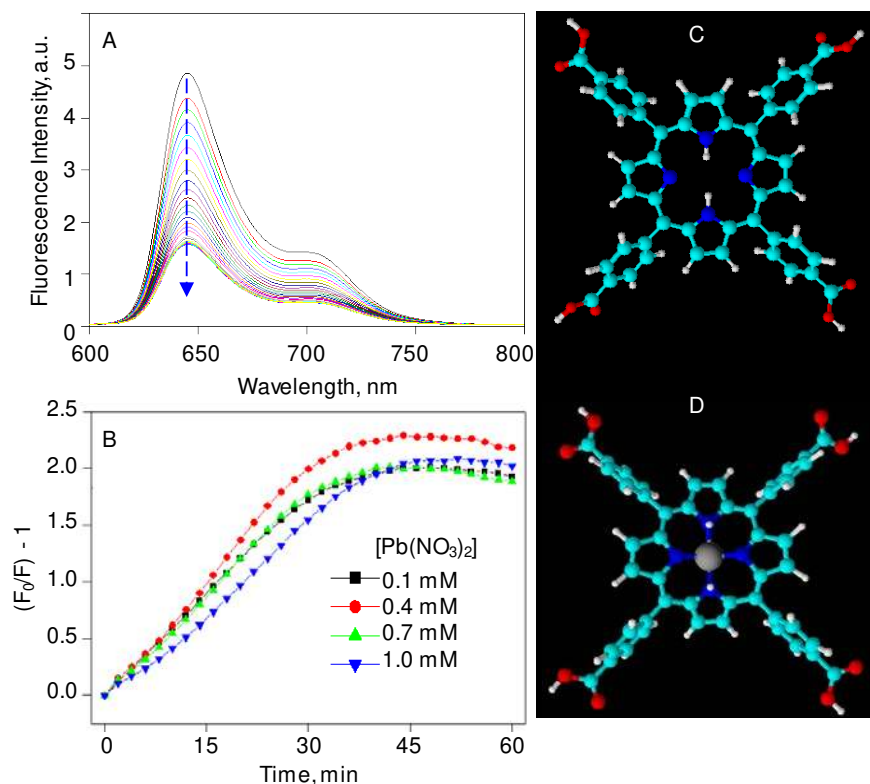 A
Fluorescence Intensity, a.u.
5
4
3
2
1
0
600 650 700 750 800
Wavelength, nm
B
(F₀/F) - 1
2.5
2.0
1.5
1.0
0.5
0.0
[Pb(NO₃)₂]
0.1 mM
0.4 mM
0.7 mM
1.0 mM
0 15 30 45 60
Time, min
C
D